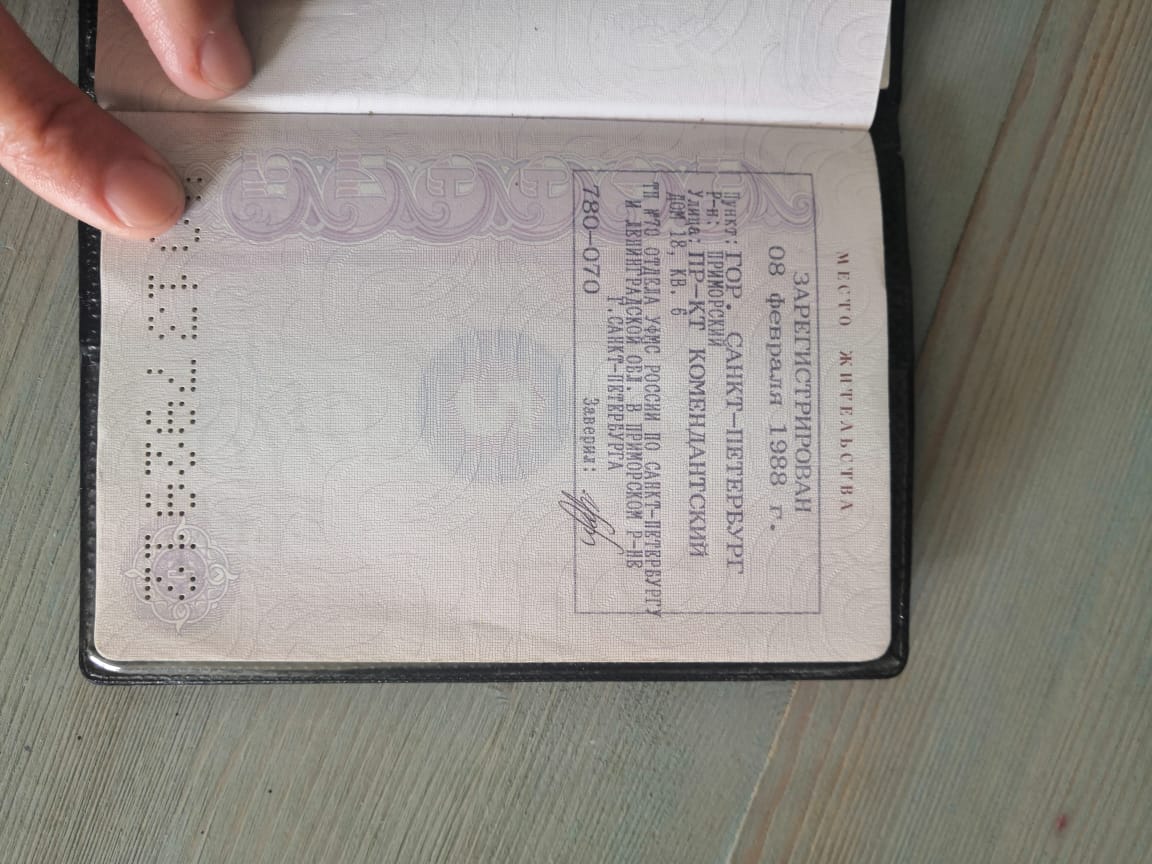 МЕСТО ЖИТЕЛЬСТВА
ЗАРЕГИСТРИРОВАН
08 февраля 1988 г.
Пункт: ГОР. САНКТ-ПЕТЕРБУРГ
Р-н: ПРИМОРСКИЙ
Улица: ПР-КТ КОМЕНДАНТСКИЙ
ДОМ 18, КВ. 6
ТП №70 ОТДЕЛА УФМС РОССИИ ПО САНКТ-ПЕТЕРБУРГУ
И ЛЕНИНГРАДСКОЙ ОБЛ. В ПРИМОРСКОМ Р-НЕ
Г.САНКТ-ПЕТЕРБУРГА
780-070 Заверил: